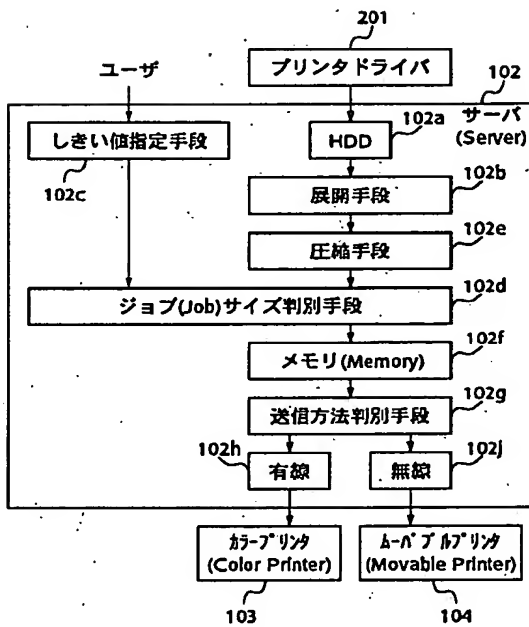 201
ユーザ
プリンタドライバ
102
サーバ
(Server)
しきい値指定手段
HDD
102a
102c
展開手段
102b
圧縮手段
102e
ジョブ(Job)サイズ判別手段
102d
メモリ(Memory)
102f
送信方法判別手段
102g
102h
有線
無線
102j
ｶﾗｰﾌﾟﾘﾝﾀ
(Color Printer)
ﾑｰﾊﾞﾌﾞﾙﾌﾟﾘﾝﾀ
(Movable Printer)
103
104